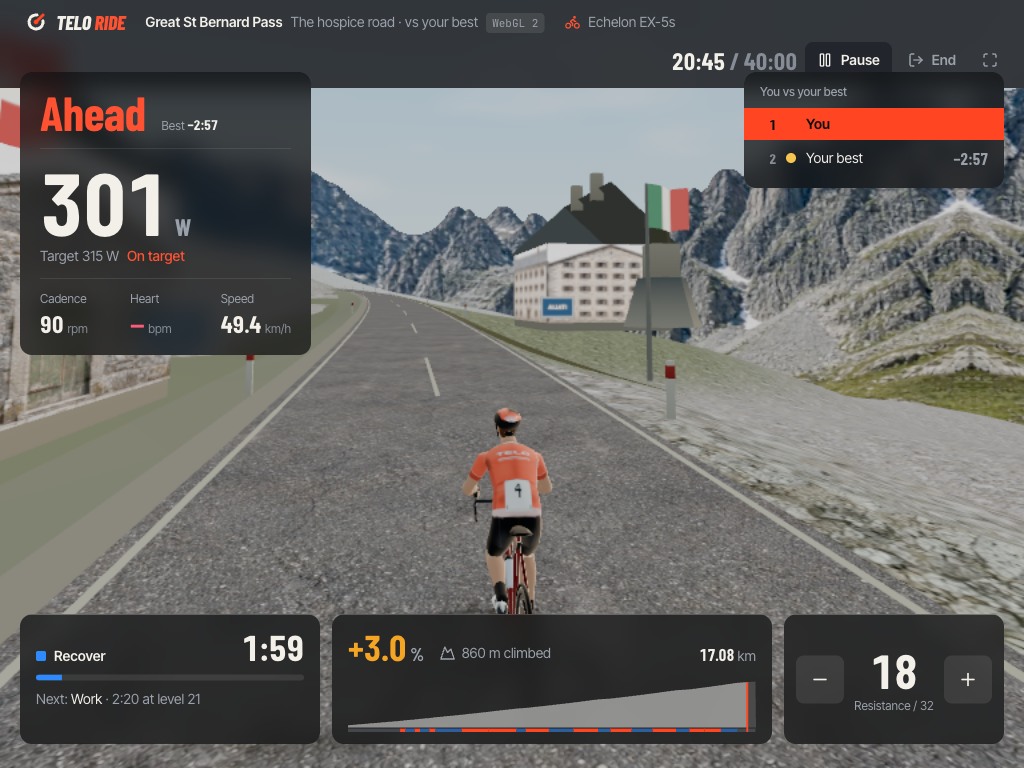 TELO RIDE Great St Bernard Pass The hospice road · vs your best WebGL 2 Echelon EX-5s
20:45 / 40:00 Pause End
Ahead Best −2:57
301 W
Target 315 W On target
Cadence Heart Speed
90 rpm – bpm 49.4 km/h
You vs your best
1 You
2 Your best −2:57
TELO
4
Recover 1:59
Next: Work · 2:20 at level 21
+3.0 % 860 m climbed 17.08 km
− 18 +
Resistance / 32